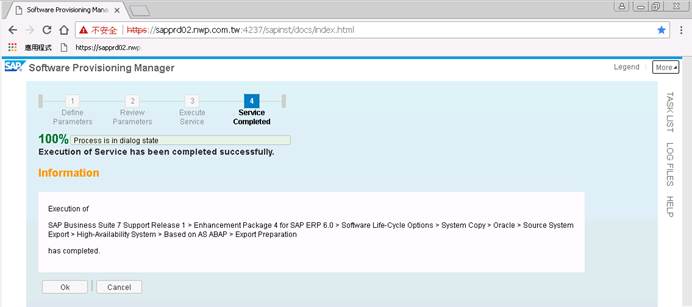 Software Provisioning Mana
不安全 https://sapprd02.nwp.com.tw:4237/sapinst/docs/index.html
應用程式 https://sapprd02.nwp.
SAP Software Provisioning Manager Legend More
1 2 3 4
Define Parameters Review Parameters Execute Service Service Completed
100% Process is in dialog state
Execution of Service has been completed successfully.
Information
Execution of
SAP Business Suite 7 Support Release 1 > Enhancement Package 4 for SAP ERP 6.0 > Software Life-Cycle Options > System Copy > Oracle > Source System
Export > High-Availability System > Based on AS ABAP > Export Preparation
has completed.
Ok Cancel
TASK LIST
LOG FILES
HELP